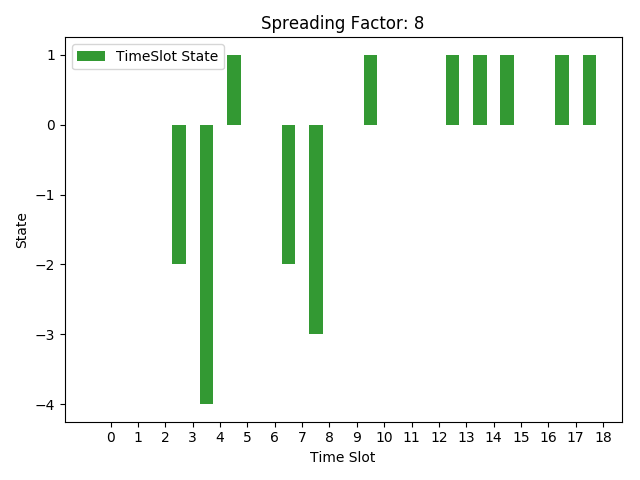 Spreading Factor: 8
TimeSlot State
State
1
0
−1
−2
−3
−4
0 1 2 3 4 5 6 7 8 9 10 11 12 13 14 15 16 17 18
Time Slot